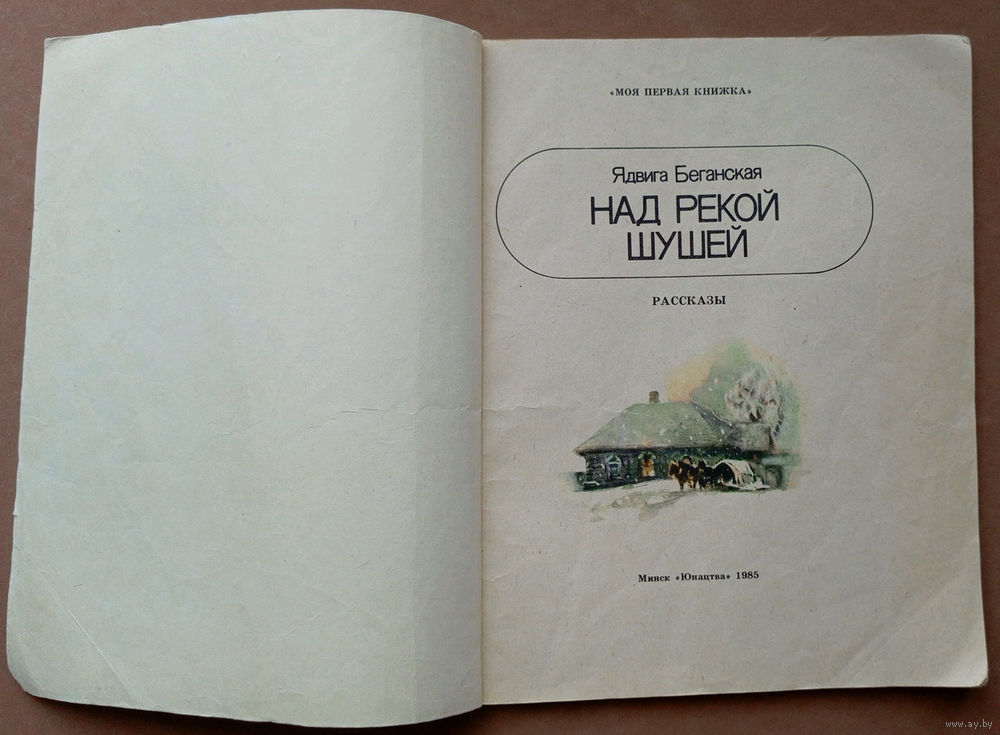 «МОЯ ПЕРВАЯ КНИЖКА»
Ядвига Беганская
НАД РЕКОЙ
ШУШЕЙ
РАССКАЗЫ
Минск «Юнацтва» 1985
www.ay.by